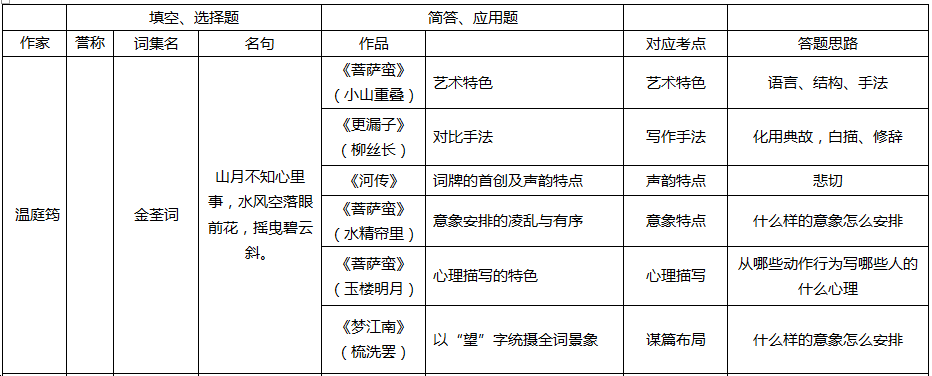 填空、选择题
简答、应用题
作家
誉称
词集名
名句
作品
对应考点
答题思路
温庭筠
金荃词
山月不知心里
事，水风空落眼
前花，摇曳碧云
斜。
《菩萨蛮》
（小山重叠）
艺术特色
艺术特色
语言、结构、手法
《更漏子》
（柳丝长）
对比手法
写作手法
化用典故，白描、修辞
《河传》
词牌的首创及声韵特点
声韵特点
悲切
《菩萨蛮》
（水精帘里）
意象安排的凌乱与有序
意象特点
什么样的意象怎么安排
《菩萨蛮》
（玉楼明月）
心理描写的特色
心理描写
从哪些动作行为写哪些人的
什么心理
《梦江南》
（梳洗罢）
以“望”字统摄全词景象
谋篇布局
什么样的意象怎么安排